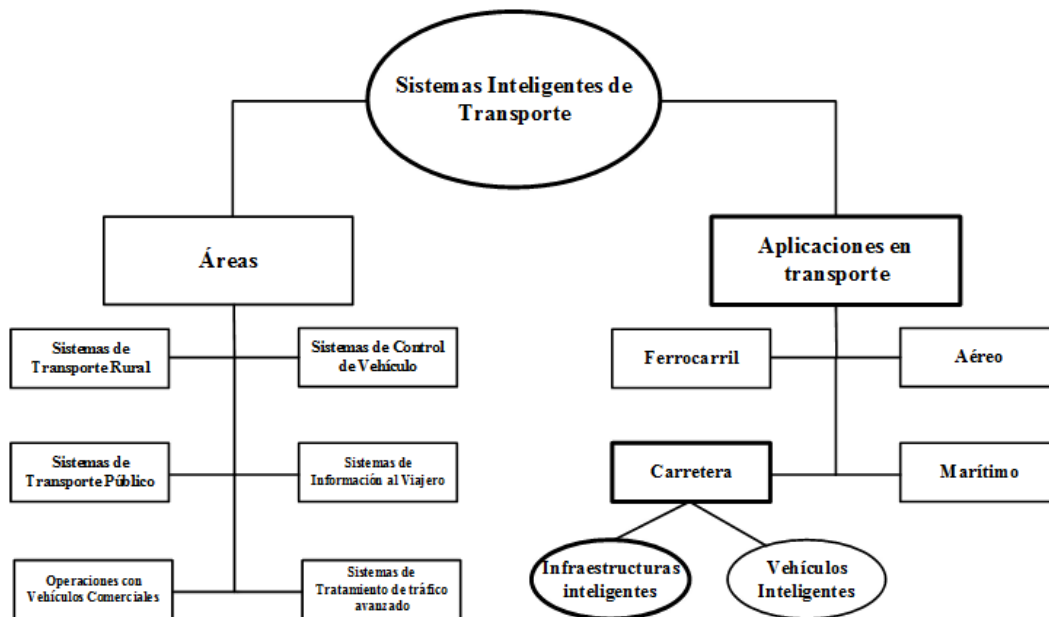 Sistemas Inteligentes de
Transporte
Áreas
Aplicaciones en
transporte
Sistemas de
Transporte Rural
Sistemas de Control
de Vehículo
Ferrocarril
Aéreo
Sistemas de
Transporte Público
Sistemas de
Información al Viajero
Carretera
Marítimo
Operaciones con
Vehículos Comerciales
Sistemas de
Tratamiento de tráfico
avanzado
Infraestructuras
inteligentes
Vehículos
Inteligentes